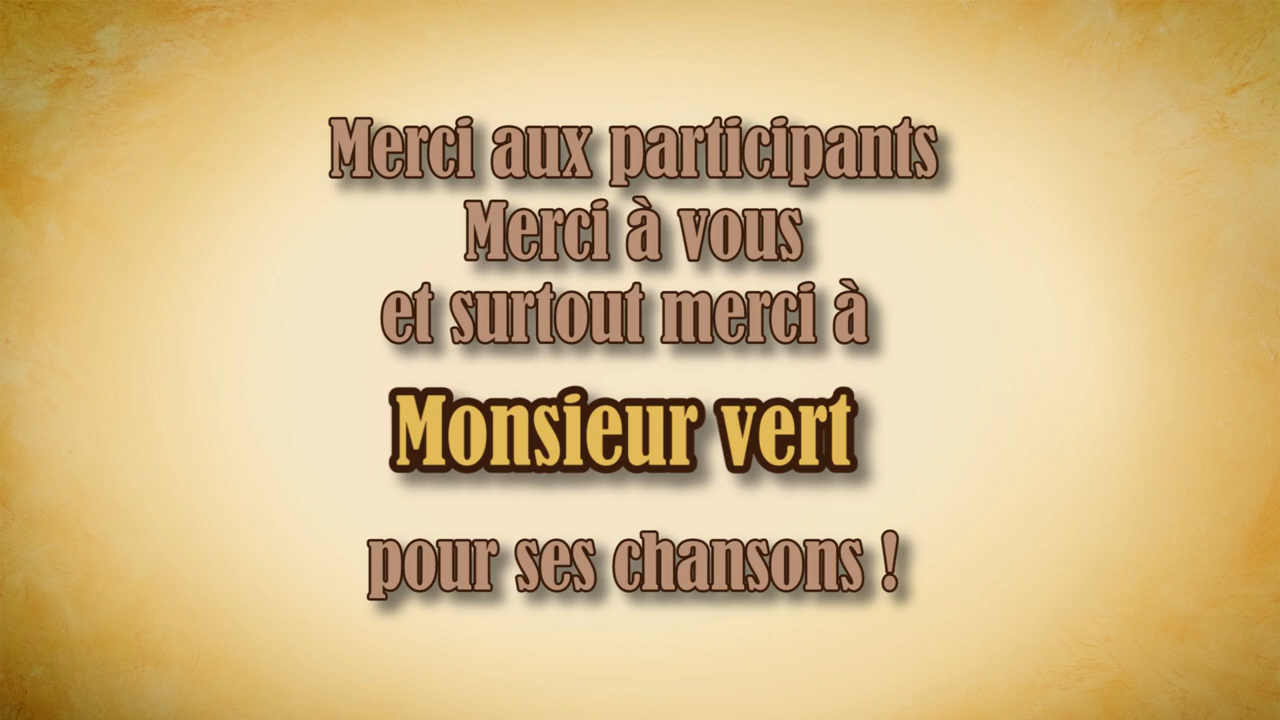 Merci aux participants
Merci à vous
et surtout merci à
Monsieur vert
pour ses chansons !